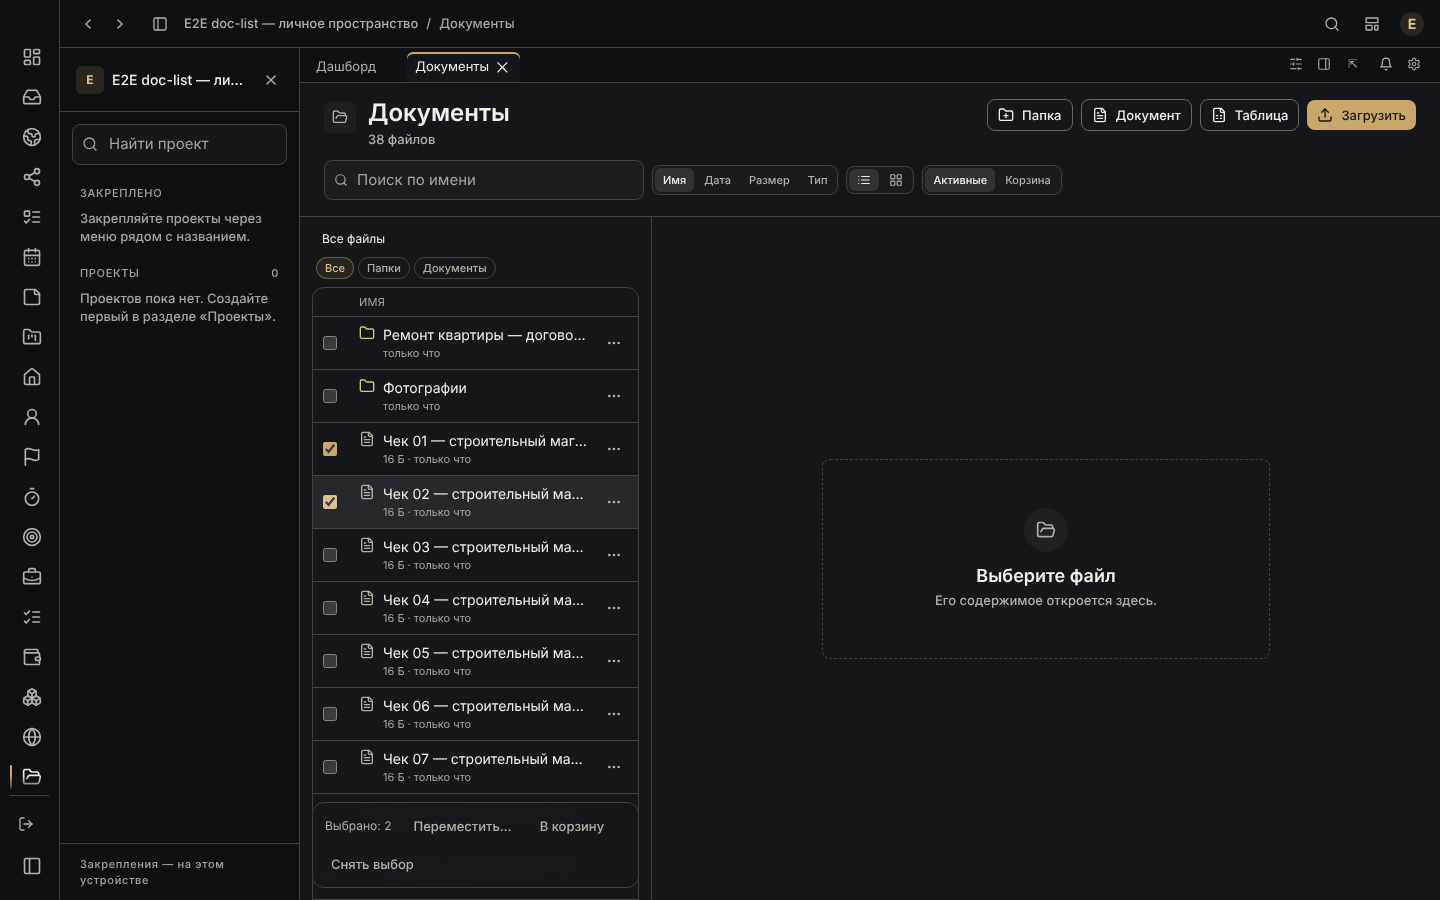 E2E doc-list — личное пространство / Документы
E
E
E2E doc-list — ли...
Найти проект
ЗАКРЕПЛЕНО
Закрепляйте проекты через
меню рядом с названием.
ПРОЕКТЫ 0
Проектов пока нет. Создайте
первый в разделе «Проекты».
Закрепления — на этом
устройстве
Дашборд Документы
Документы
38 файлов
Папка Документ Таблица Загрузить
Поиск по имени
Имя Дата Размер Тип
Активные Корзина
Все файлы
Все Папки Документы
ИМЯ
Ремонт квартиры — догово...
только что
Фотографии
только что
Чек 01 — строительный маг...
16 Б · только что
Чек 02 — строительный ма...
16 Б · только что
Чек 03 — строительный ма...
16 Б · только что
Чек 04 — строительный ма...
16 Б · только что
Чек 05 — строительный ма...
16 Б · только что
Чек 06 — строительный ма...
16 Б · только что
Чек 07 — строительный ма...
16 Б · только что
Выбрано: 2 Переместить... В корзину
Снять выбор
Выберите файл
Его содержимое откроется здесь.